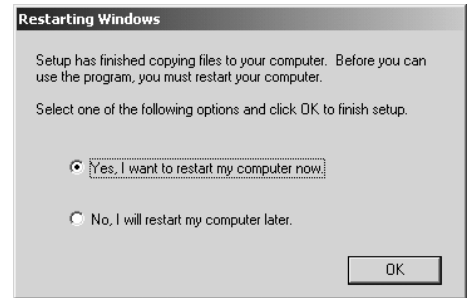 Restarting Windows
Setup has finished copying files to your computer. Before you can
use the program, you must restart your computer.
Select one of the following options and click OK to finish setup.
Yes, I want to restart my computer now.
No, I will restart my computer later.
OK